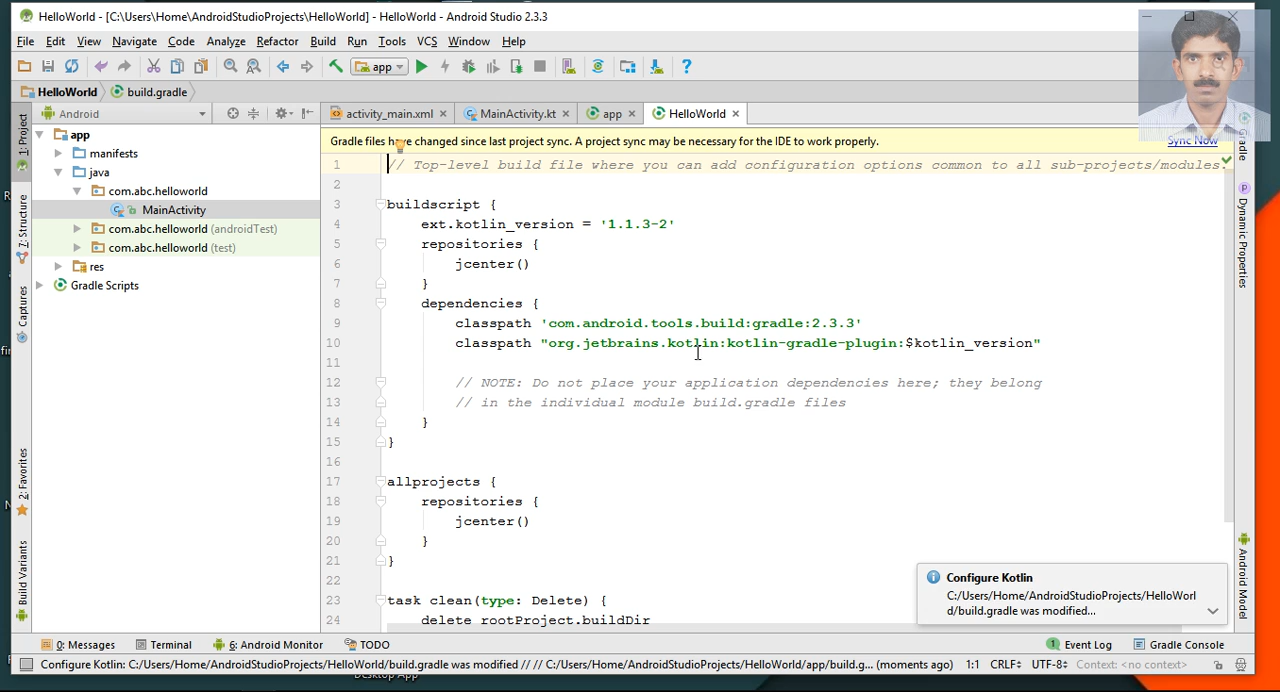 HelloWorld - [C:\Users\Home\AndroidStudioProjects\HelloWorld] - HelloWorld - Android Studio 2.3.3
File Edit View Navigate Code Analyze Refactor Build Run Tools VCS Window Help
app
HelloWorld build.gradle
Android
activity_main.xml MainActivity.kt app HelloWorld
1: Project
7: Structure
Captures
2: Favorites
Build Variants
app
manifests
java
com.abc.helloworld
MainActivity
com.abc.helloworld (androidTest)
com.abc.helloworld (test)
res
Gradle Scripts
Gradle files have changed since last project sync. A project sync may be necessary for the IDE to work properly.
Sync Now
1 // Top-level build file where you can add configuration options common to all sub-projects/modules.
2
3 buildscript {
4 ext.kotlin_version = '1.1.3-2'
5 repositories {
6 jcenter()
7 }
8 dependencies {
9 classpath 'com.android.tools.build:gradle:2.3.3'
10 classpath "org.jetbrains.kotlin:kotlin-gradle-plugin:$kotlin_version"
11
12 // NOTE: Do not place your application dependencies here; they belong
13 // in the individual module build.gradle files
14 }
15 }
16
17 allprojects {
18 repositories {
19 jcenter()
20 }
21 }
22
23 task clean(type: Delete) {
24 delete rootProject.buildDir
Gradle
Dynamic Properties
Android Model
Configure Kotlin
C:/Users/Home/AndroidStudioProjects/HelloWorl
d/build.gradle was modified...
0: Messages Terminal 6: Android Monitor TODO Event Log Gradle Console
Configure Kotlin: C:/Users/Home/AndroidStudioProjects/HelloWorld/build.gradle was modified // // C:/Users/Home/AndroidStudioProjects/HelloWorld/app/build.g... (moments ago) 1:1 CRLF UTF-8 Context: <no context>
Desktop App